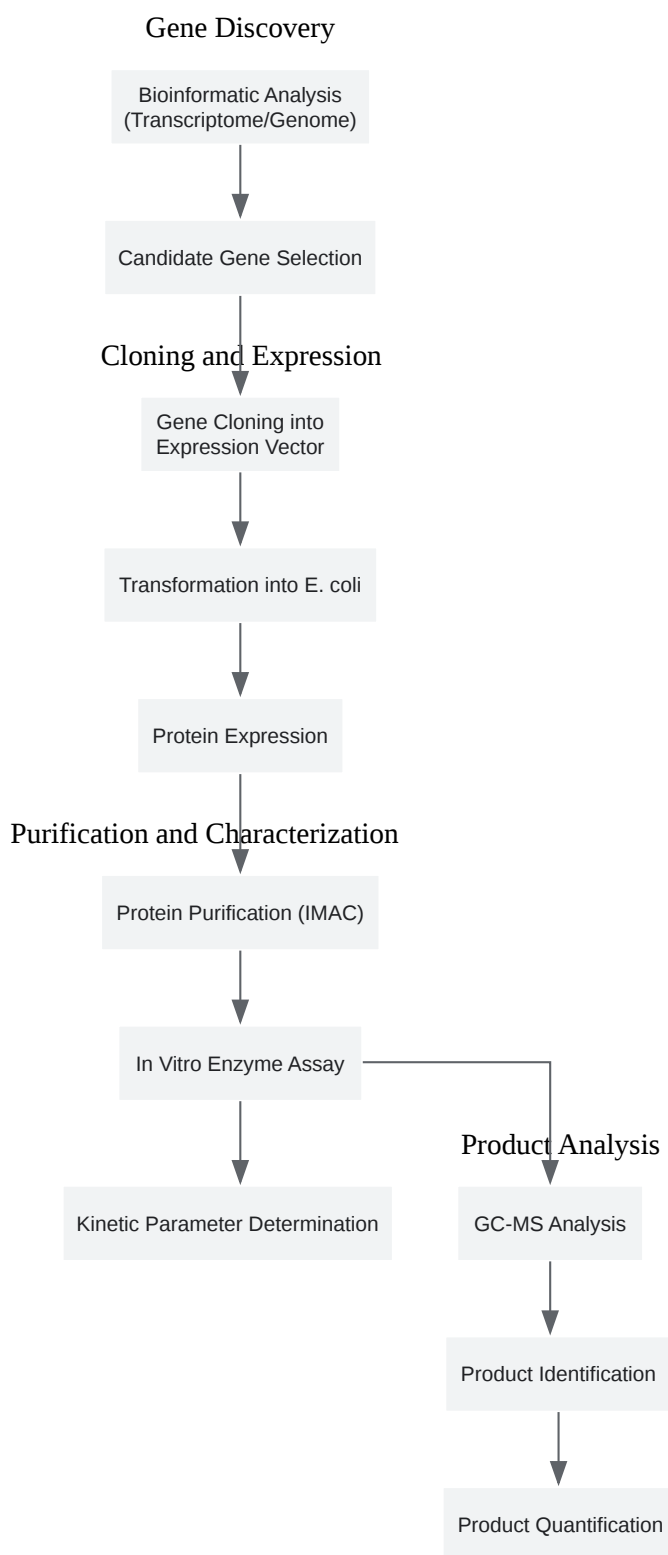 Gene Discovery
Bioinformatic Analysis
(Transcriptome/Genome)
Candidate Gene Selection
Cloning and Expression
Gene Cloning into
Expression Vector
Transformation into E. coli
Protein Expression
Purification and Characterization
Protein Purification (IMAC)
In Vitro Enzyme Assay
Product Analysis
Kinetic Parameter Determination
GC-MS Analysis
Product Identification
Product Quantification